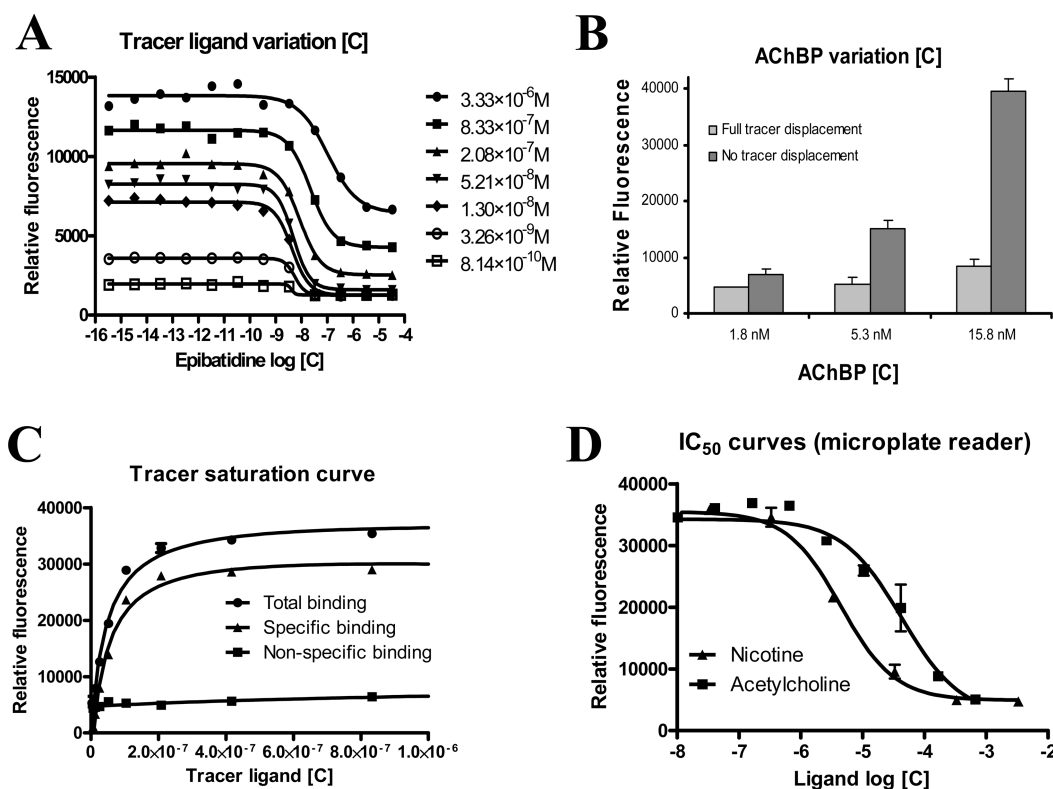 A
Tracer ligand variation [C]
15000
10000
5000
0
Relative fluorescence
-16 -15 -14 -13 -12 -11 -10 -9 -8 -7 -6 -5 -4
Epibatidine log [C]
3.33×10⁻⁶M
8.33×10⁻⁷M
2.08×10⁻⁷M
5.21×10⁻⁸M
1.30×10⁻⁸M
3.26×10⁻⁹M
8.14×10⁻¹⁰M
B
AChBP variation [C]
40000
30000
20000
10000
0
Relative Fluorescence
Full tracer displacement
No tracer displacement
1.8 nM 5.3 nM 15.8 nM
AChBP [C]
C
Tracer saturation curve
40000
30000
20000
10000
0
Relative fluorescence
Total binding
Specific binding
Non-specific binding
0 2.0×10⁻⁷ 4.0×10⁻⁷ 6.0×10⁻⁷ 8.0×10⁻⁷ 1.0×10⁻⁶
Tracer ligand [C]
D
IC₅₀ curves (microplate reader)
40000
30000
20000
10000
0
Relative fluorescence
Nicotine
Acetylcholine
-8 -7 -6 -5 -4 -3 -2
Ligand log [C]